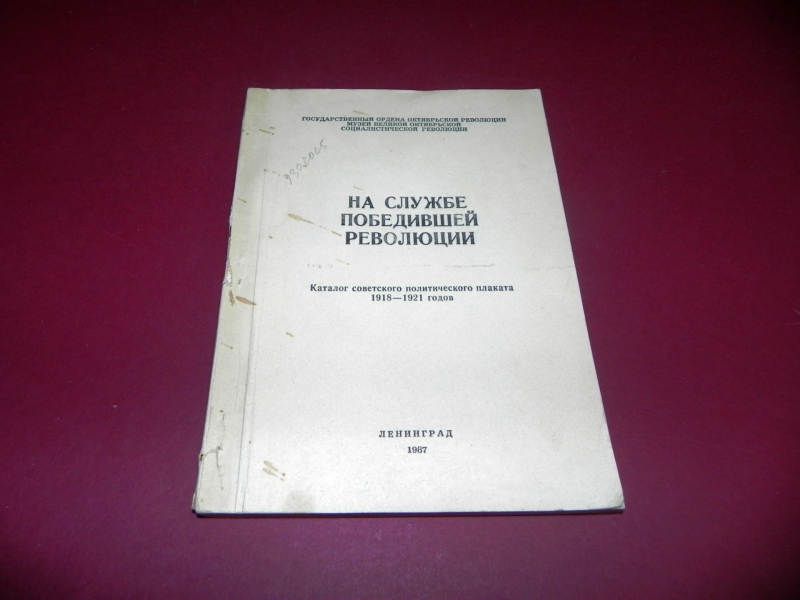 ГОСУДАРСТВЕННЫЙ ОРДЕНА ОКТЯБРЬСКОЙ РЕВОЛЮЦИИ
МУЗЕЙ ВЕЛИКОЙ ОКТЯБРЬСКОЙ
СОЦИАЛИСТИЧЕСКОЙ РЕВОЛЮЦИИ
9302065
НА СЛУЖБЕ
ПОБЕДИВШЕЙ
РЕВОЛЮЦИИ
Каталог советского политического плаката
1918—1921 годов
ЛЕНИНГРАД
1987